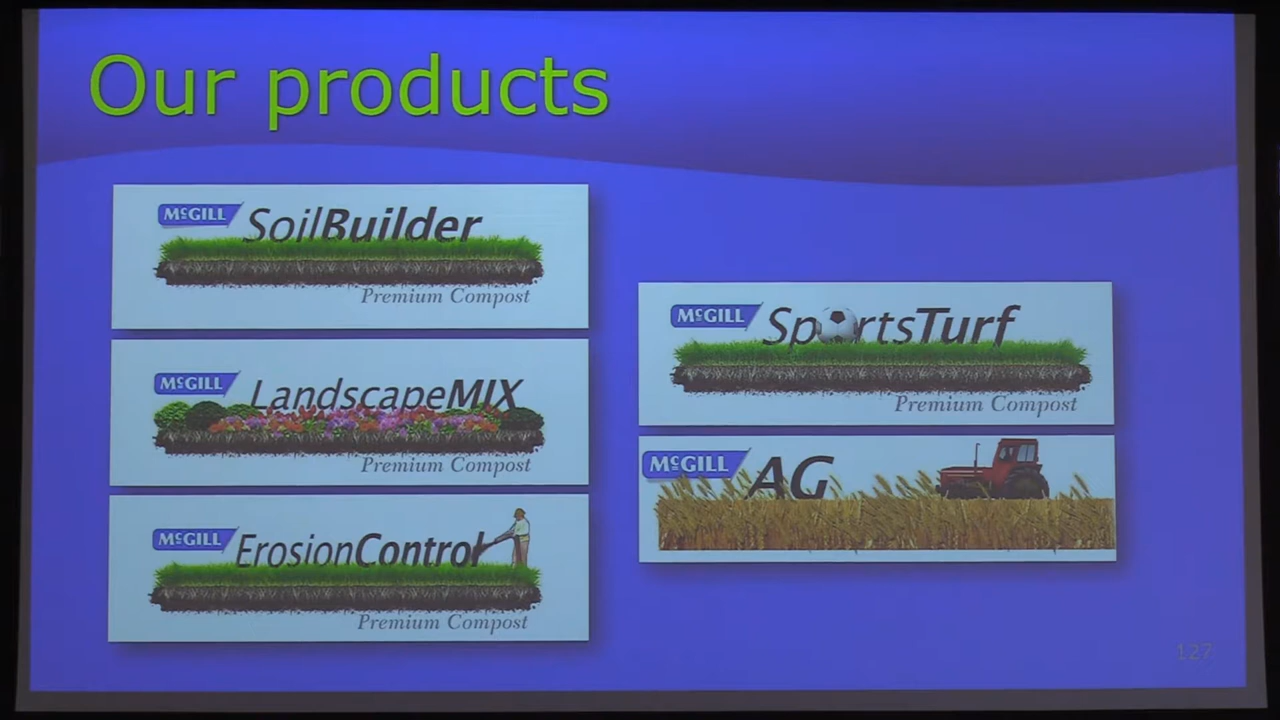 Our products
McGILL SoilBuilder
Premium Compost
McGILL LandscapeMIX
Premium Compost
McGILL ErosionControl
Premium Compost
McGILL SportsTurf
Premium Compost
McGILL AG
127